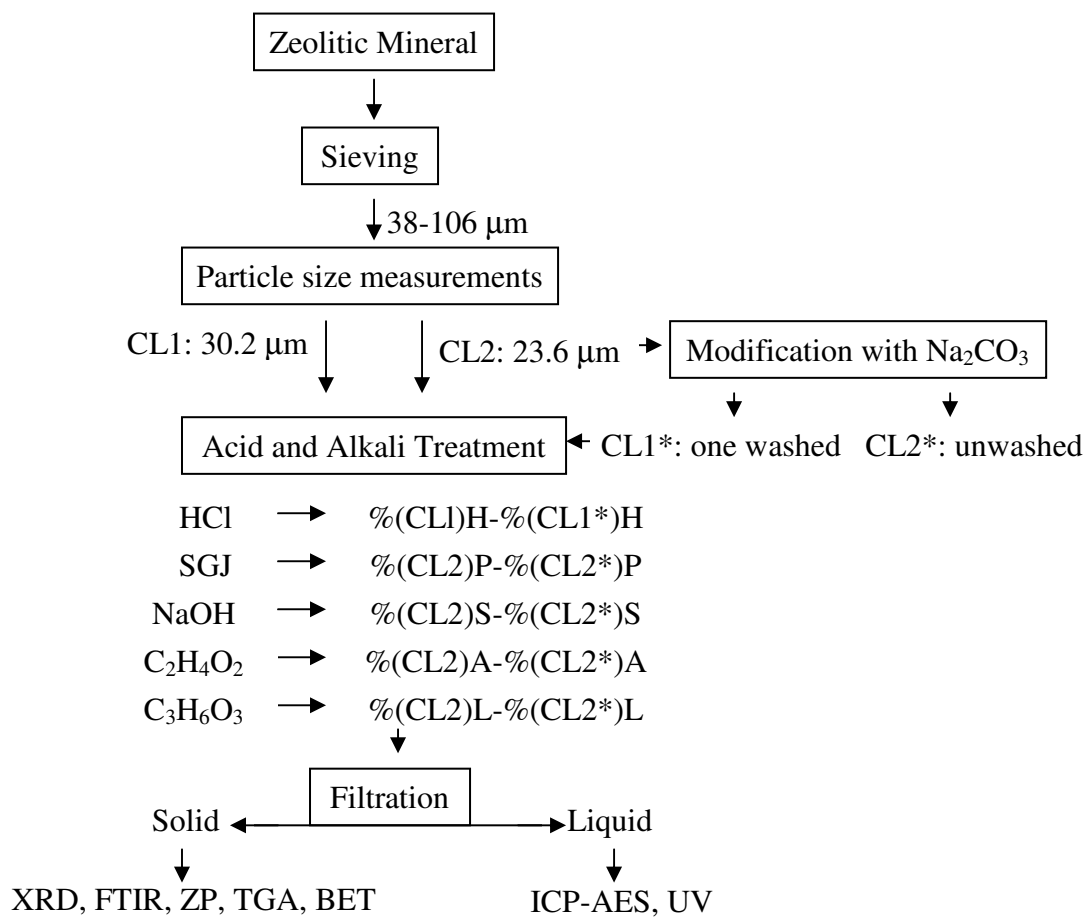 Zeolitic Mineral
Sieving
38-106 μm
Particle size measurements
CL1: 30.2 μm
CL2: 23.6 μm
Modification with Na₂CO₃
Acid and Alkali Treatment
CL1*: one washed
CL2*: unwashed
HCl %(CLl)H-%(CL1*)H
SGJ %(CL2)P-%(CL2*)P
NaOH %(CL2)S-%(CL2*)S
C₂H₄O₂ %(CL2)A-%(CL2*)A
C₃H₆O₃ %(CL2)L-%(CL2*)L
Filtration
Solid
Liquid
XRD, FTIR, ZP, TGA, BET
ICP-AES, UV